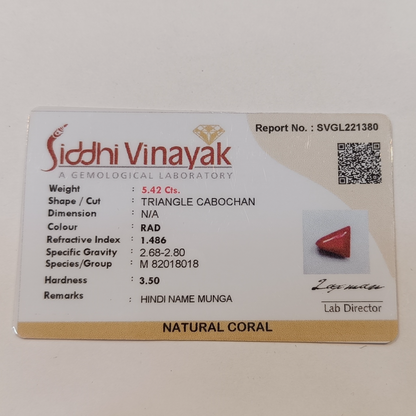 Report No. : SVGL221380
Siddhi Vinayak
A GEMOLOGICAL LABORATORY
Weight : 5.42 Cts.
Shape / Cut : TRIANGLE CABOCHAN
Dimension : N/A
Colour : RAD
Refractive Index : 1.486
Specific Gravity : 2.68-2.80
Species/Group : M 82018018
Hardness : 3.50
Remarks : HINDI NAME MUNGA
Lab Director
NATURAL CORAL